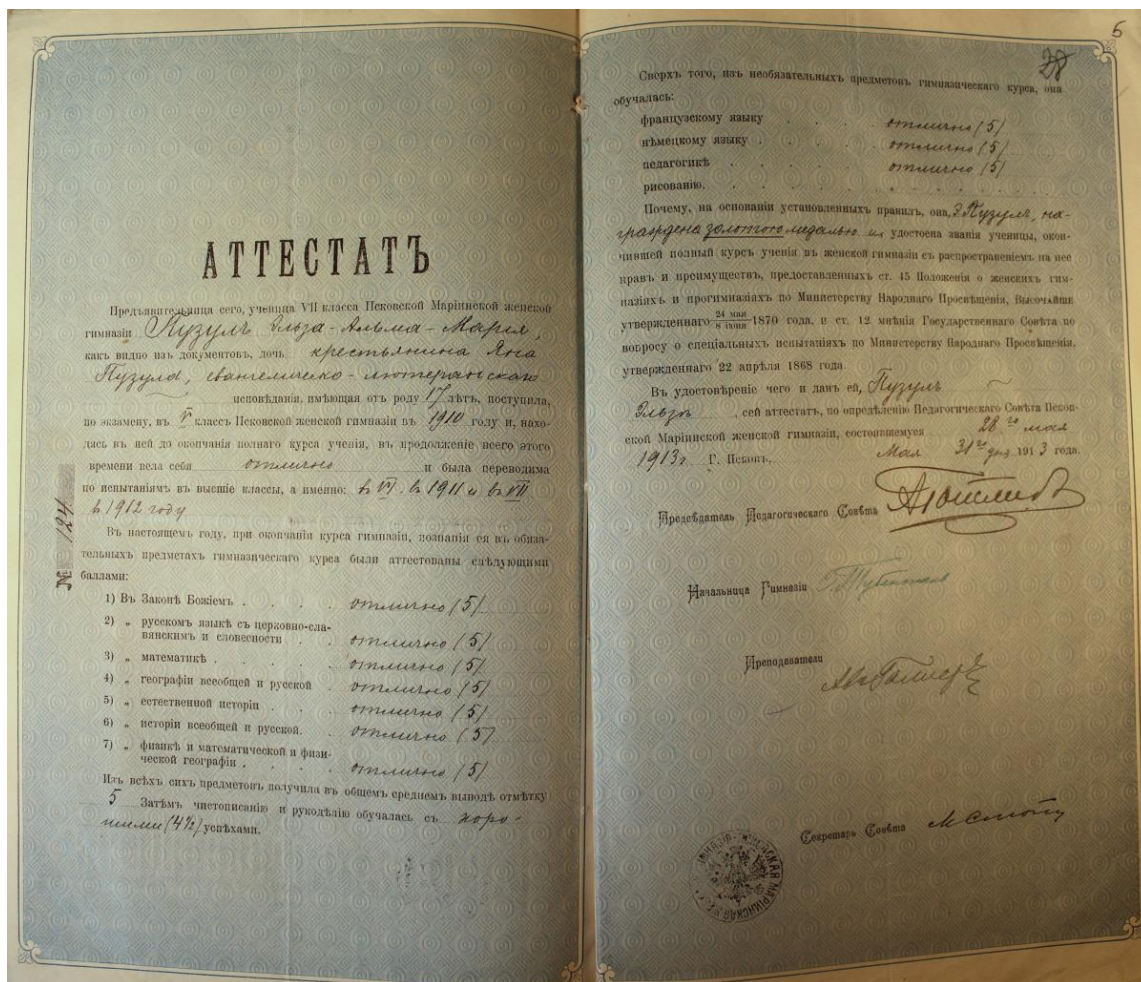 АТТЕСТАТЪ
Предъявительница сего, ученица VII класса Псковской Маріинской женской
гимназіи Пузулъ Эльза-Альма-Марія,
какъ видно изъ документовъ, дочь крестьянина Яна
Пузула, евангелическо-лютеранскаго
исповѣданія, имѣющая отъ роду 17 лѣтъ, поступила,
по экзамену, въ V классъ Псковской женской гимназіи въ 1910 году и, нахо-
дясь въ ней до окончанія полнаго курса ученія, въ продолженіе всего этого
времени вела себя отлично и была переводима
по испытаніямъ въ высшіе классы, а именно: въ VI въ 1911 и въ VII
въ 1912 году
№ 184
Въ настоящемъ году, при окончаніи курса гимназіи, познанія ея въ обяза-
тельныхъ предметахъ гимназическаго курса были аттестованы слѣдующими
баллами:
1) Въ Законѣ Божіемъ . . . . отлично (5)
2) „ русскомъ языкѣ съ церковно-сла-
вянскимъ и словесности . . отлично (5)
3) „ математикѣ . . . . . отлично (5)
4) „ географіи всеобщей и русской . отлично (5)
5) „ естественной исторіи . . . отлично (5)
6) „ исторіи всеобщей и русской. . отлично (5)
7) „ физикѣ и математической и физи-
ческой географіи . . . . отлично (5)
Изъ всѣхъ сихъ предметовъ получила въ общемъ среднемъ выводѣ отмѣтку
5 Затѣмъ чистописанію и рукодѣлію обучалась съ хоро-
шими (4½) успѣхами.
6
28
Сверхъ того, изъ необязательныхъ предметовъ гимназическаго курса, она
обучалась:
французскому языку . . . отлично (5)
нѣмецкому языку . . . . отлично (5)
педагогикѣ . . . . отлично (5)
рисованію. . . . . . . . . .
Почему, на основаніи установленныхъ правилъ, она, Э. Пузулъ, на-
граждена золотою медалью и удостоена званія ученицы, окон-
чившей полный курсъ ученія въ женской гимназіи съ распространеніемъ на нее
правъ и преимуществъ, предоставленныхъ ст. 45 Положенія о женскихъ гим-
назіяхъ и прогимназіяхъ по Министерству Народнаго Просвѣщенія, Высочайше
утвержденнаго 24 мая / 8 іюня 1870 года, и ст. 12 мнѣнія Государственнаго Совѣта по
вопросу о спеціальныхъ испытаніяхъ по Министерству Народнаго Просвѣщенія,
утвержденнаго 22 апрѣля 1868 года.
Въ удостовѣреніе чего и данъ ей, Пузулъ
Эльзѣ, сей аттестатъ, по опредѣленію Педагогическаго Совѣта Псков-
ской Маріинской женской гимназіи, состоявшемуся 28го мая
1913 г. Г. Псковъ. Мая 31го дня 1913 года.
Предсѣдатель Педагогическаго Совѣта
Начальница Гимназіи
Преподаватели
Секретарь Совѣта